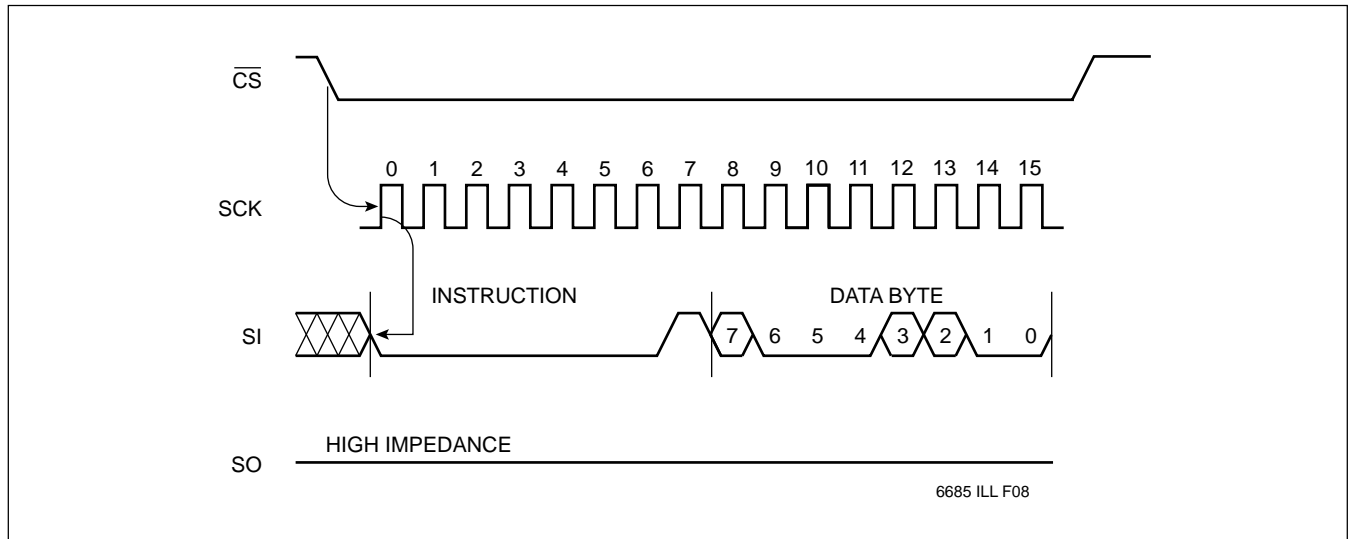 CS
0 1 2 3 4 5 6 7 8 9 10 11 12 13 14 15
SCK
INSTRUCTION DATA BYTE
SI 7 6 5 4 3 2 1 0
HIGH IMPEDANCE
SO
6685 ILL F08